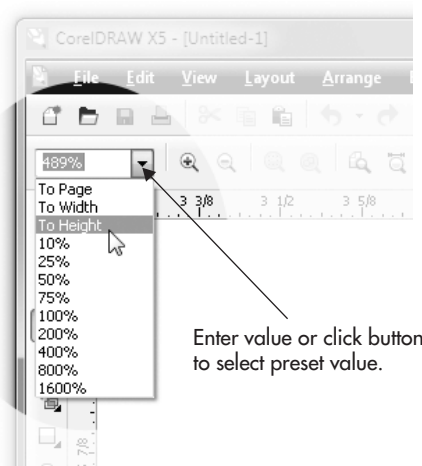 CorelDRAW X5 - [Untitled-1]
File Edit View Layout Arrange
489%
To Page
To Width
To Height
10%
25%
50%
75%
100%
200%
400%
800%
1600%
3 3/8 3 1/2 3 5/8
Enter value or click button
to select preset value.
7/8